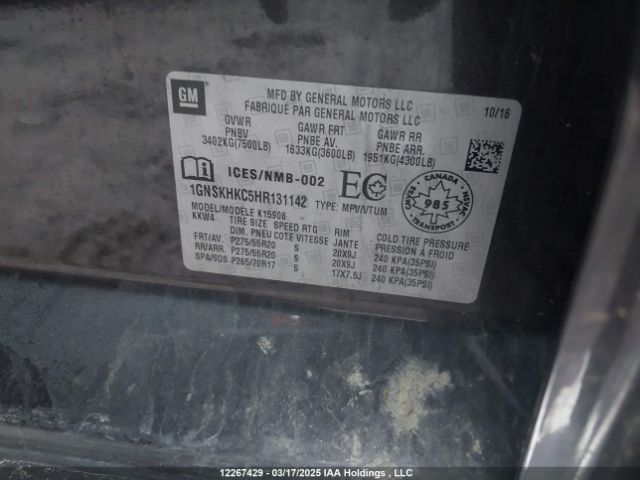 GM
MFD BY GENERAL MOTORS LLC
FABRIQUÉ PAR GENERAL MOTORS LLC
10/16
GVWR GAWR FRT GAWR RR
PNBV PNBE AV. PNBE ARR.
3402KG(7500LB) 1633KG(3600LB) 1951KG(4300LB)
ICES/NMB-002 EC
1GNSKHKC5HR131142 TYPE: MPV/VTUM
CANADA
985
TRANSPORT
NSVAC
MODEL/MODELE K15906
KKW4 TIRE SIZE SPEED RTG RIM COLD TIRE PRESSURE
DIM. PNEU COTE VITESSE JANTE PRESSION À FROID
FRT/AV. P275/55R20 S 20X9J 240 KPA(35PSI)
RR/ARR. P275/55R20 S 20X9J 240 KPA(35PSI)
SPA/SOS P265/70R17 S 17X7.5J 240 KPA(35PSI)
12267429 - 03/17/2025 IAA Holdings , LLC